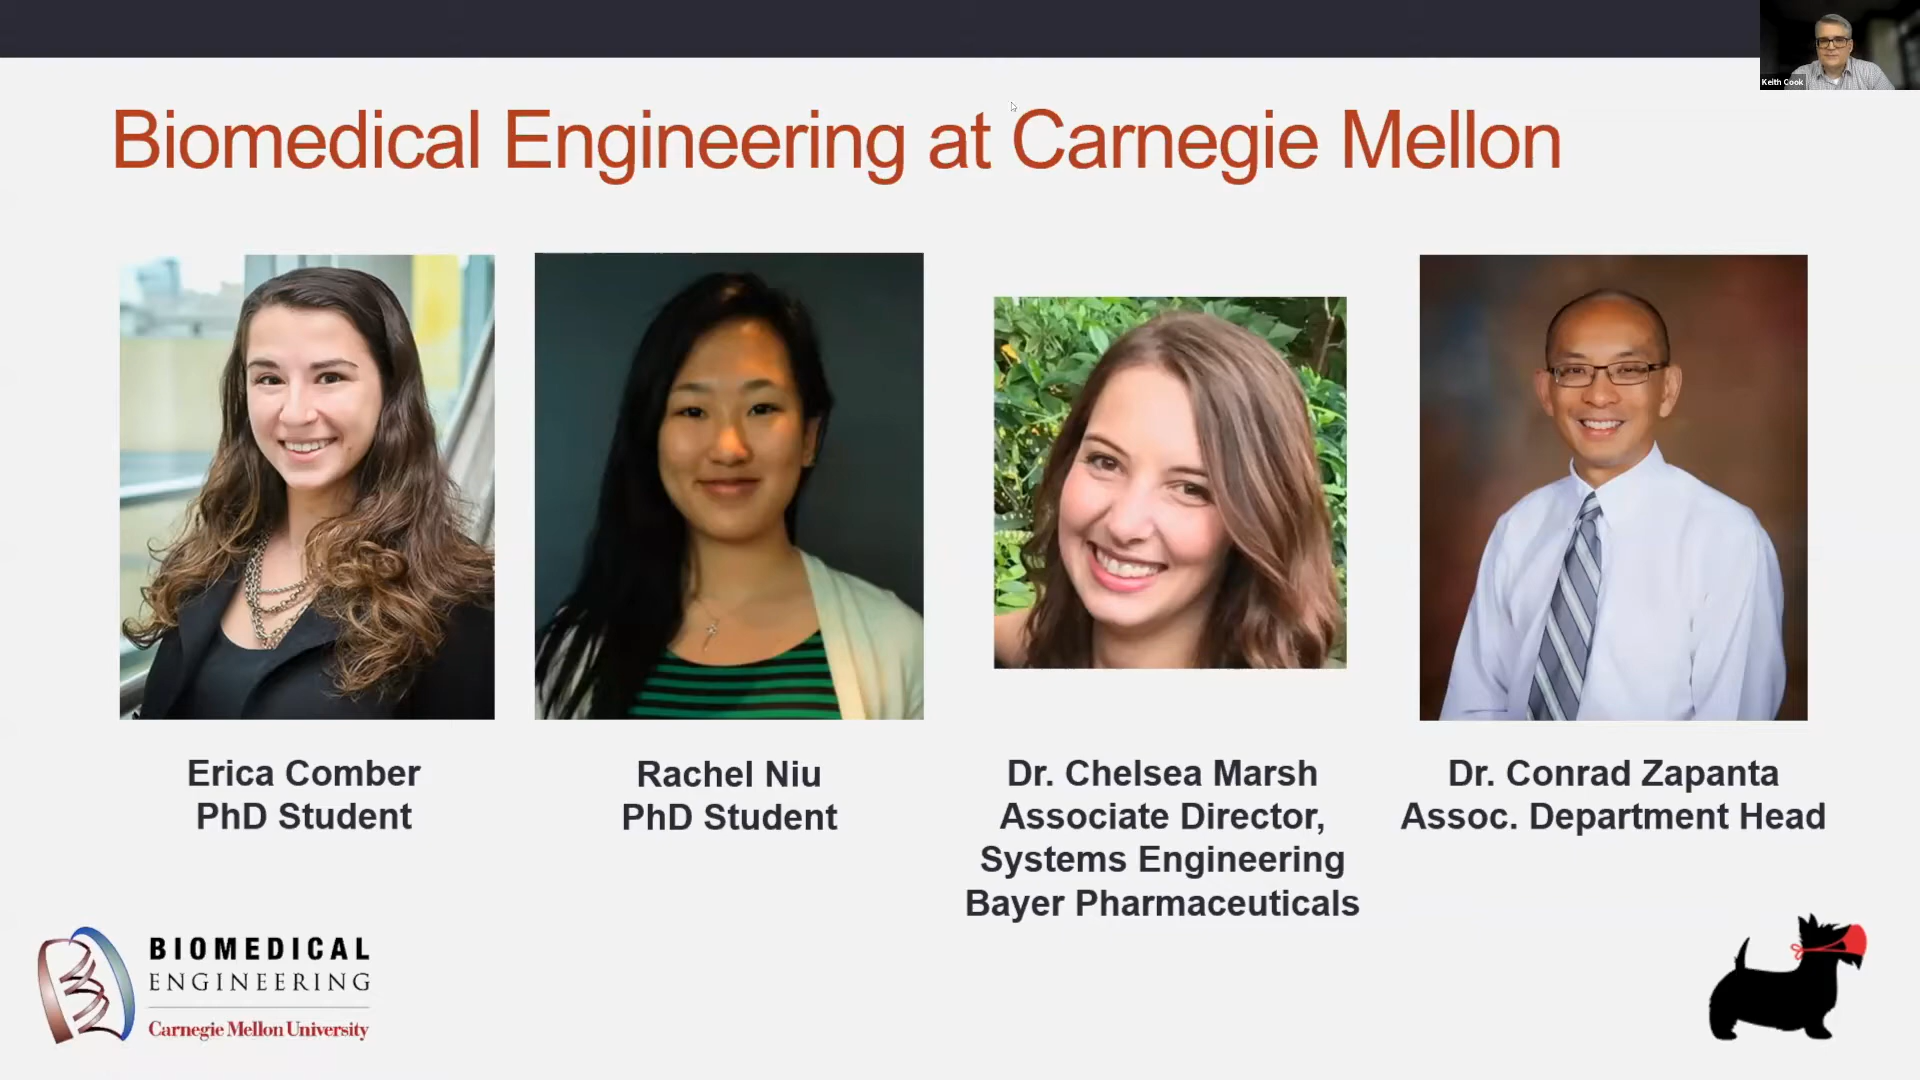 Keith Cook
Biomedical Engineering at Carnegie Mellon
Erica Comber
PhD Student
Rachel Niu
PhD Student
Dr. Chelsea Marsh
Associate Director,
Systems Engineering
Bayer Pharmaceuticals
Dr. Conrad Zapanta
Assoc. Department Head
BIOMEDICAL
ENGINEERING
Carnegie Mellon University